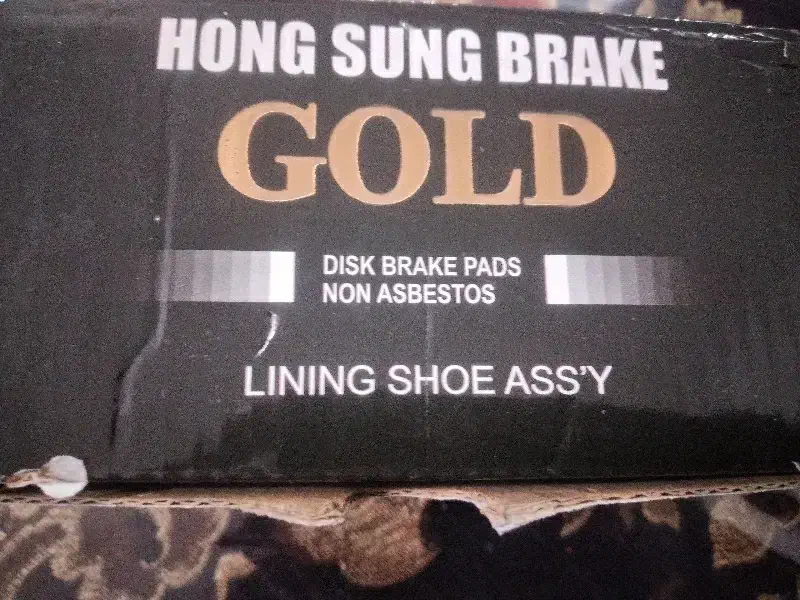 HONG SUNG BRAKE
GOLD
DISK BRAKE PADS
NON ASBESTOS
LINING SHOE ASS'Y